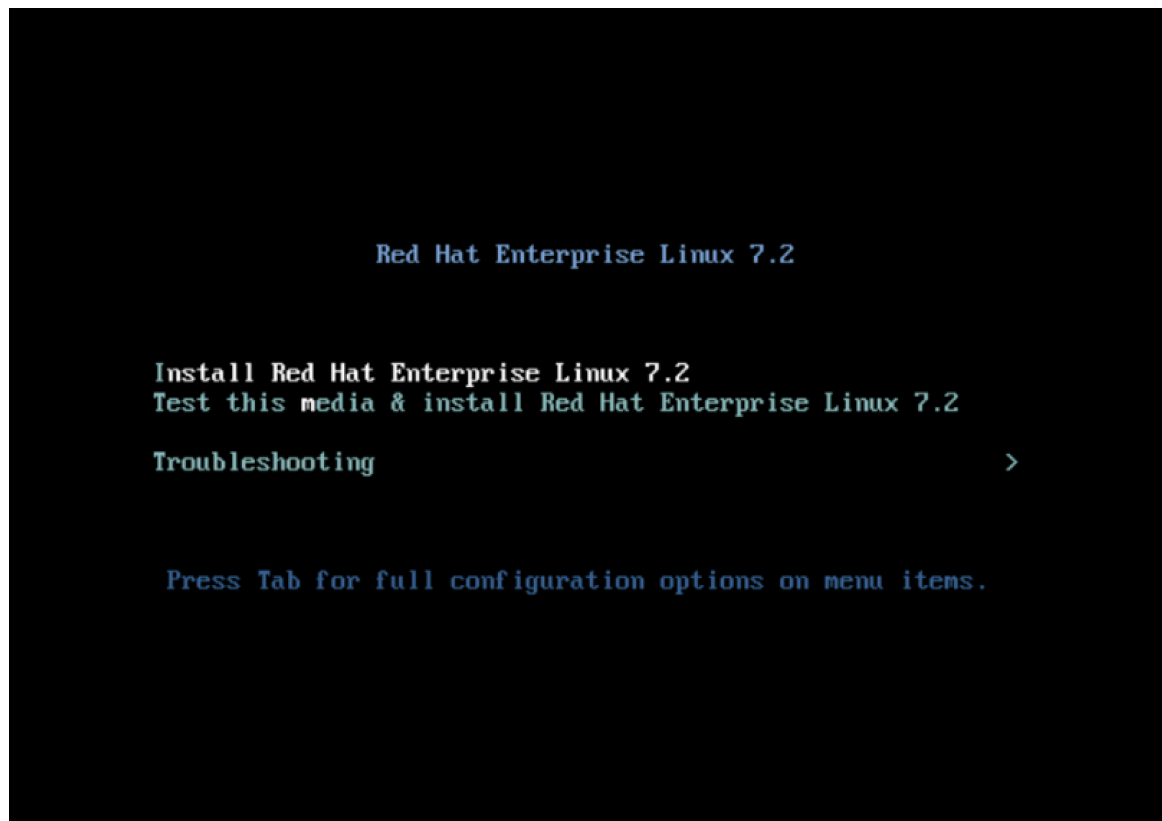 Red Hat Enterprise Linux 7.2
Install Red Hat Enterprise Linux 7.2
Test this media & install Red Hat Enterprise Linux 7.2
Troubleshooting >
Press Tab for full configuration options on menu items.